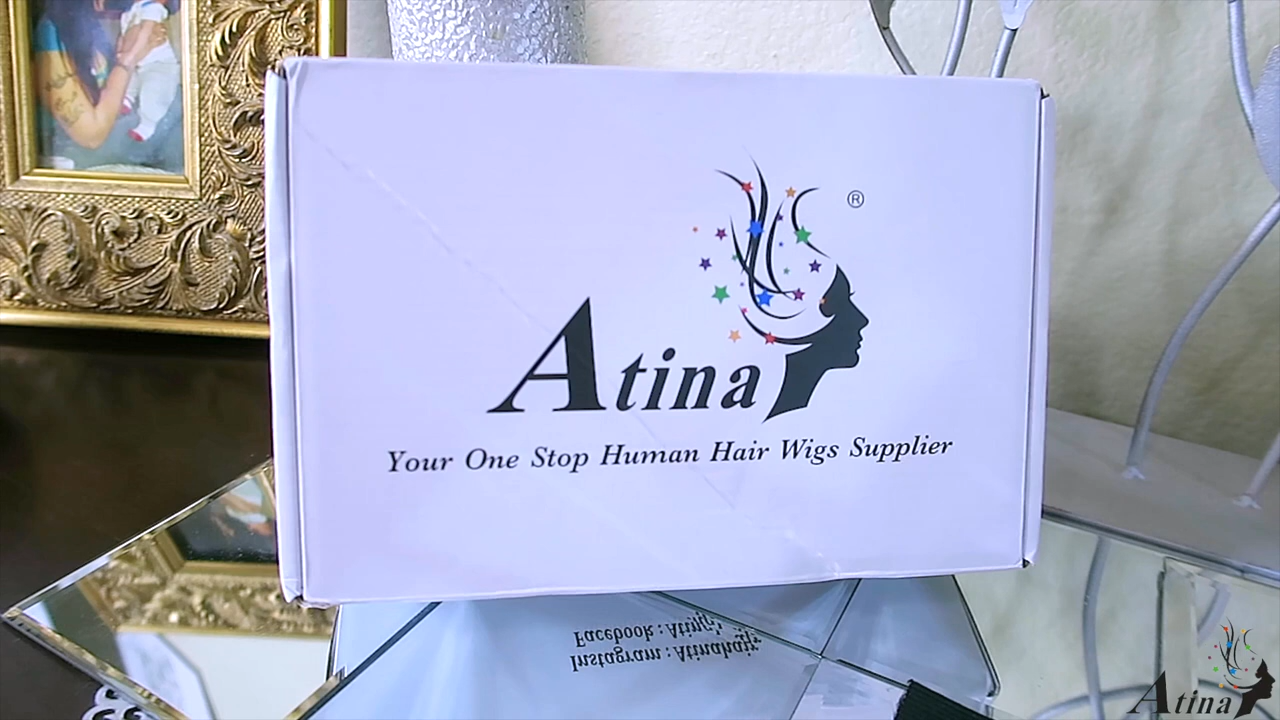 ®
Atina
Your One Stop Human Hair Wigs Supplier
Facebook : Atina
Instagram : Atinahair
Atina